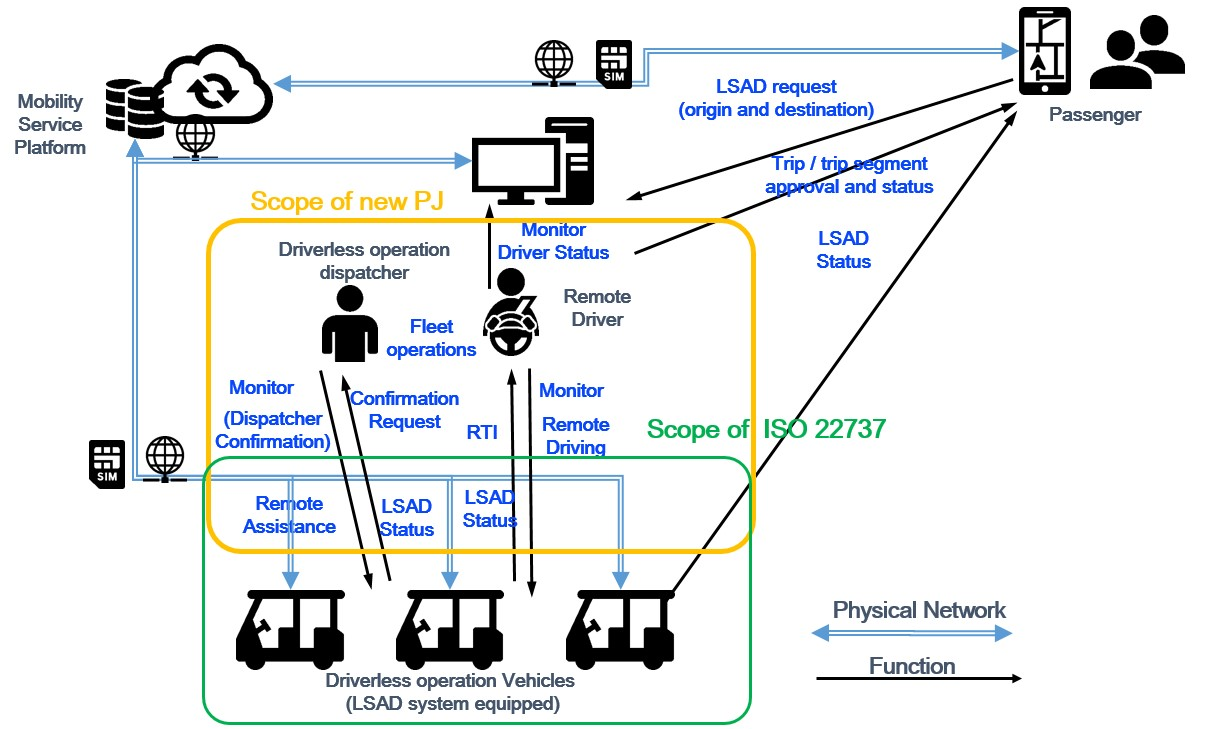 SIM
Mobility
Service
Platform
LSAD request
(origin and destination)
Passenger
Trip / trip segment
approval and status
Scope of new PJ
Monitor
Driver Status
LSAD
Status
Driverless operation
dispatcher
Remote
Driver
Fleet
operations
Monitor
(Dispatcher
Confirmation)
Confirmation
Request
RTI
Monitor
Remote
Driving
Scope of ISO 22737
SIM
Remote
Assistance
LSAD
Status
LSAD
Status
Physical Network
Function
Driverless operation Vehicles
(LSAD system equipped)